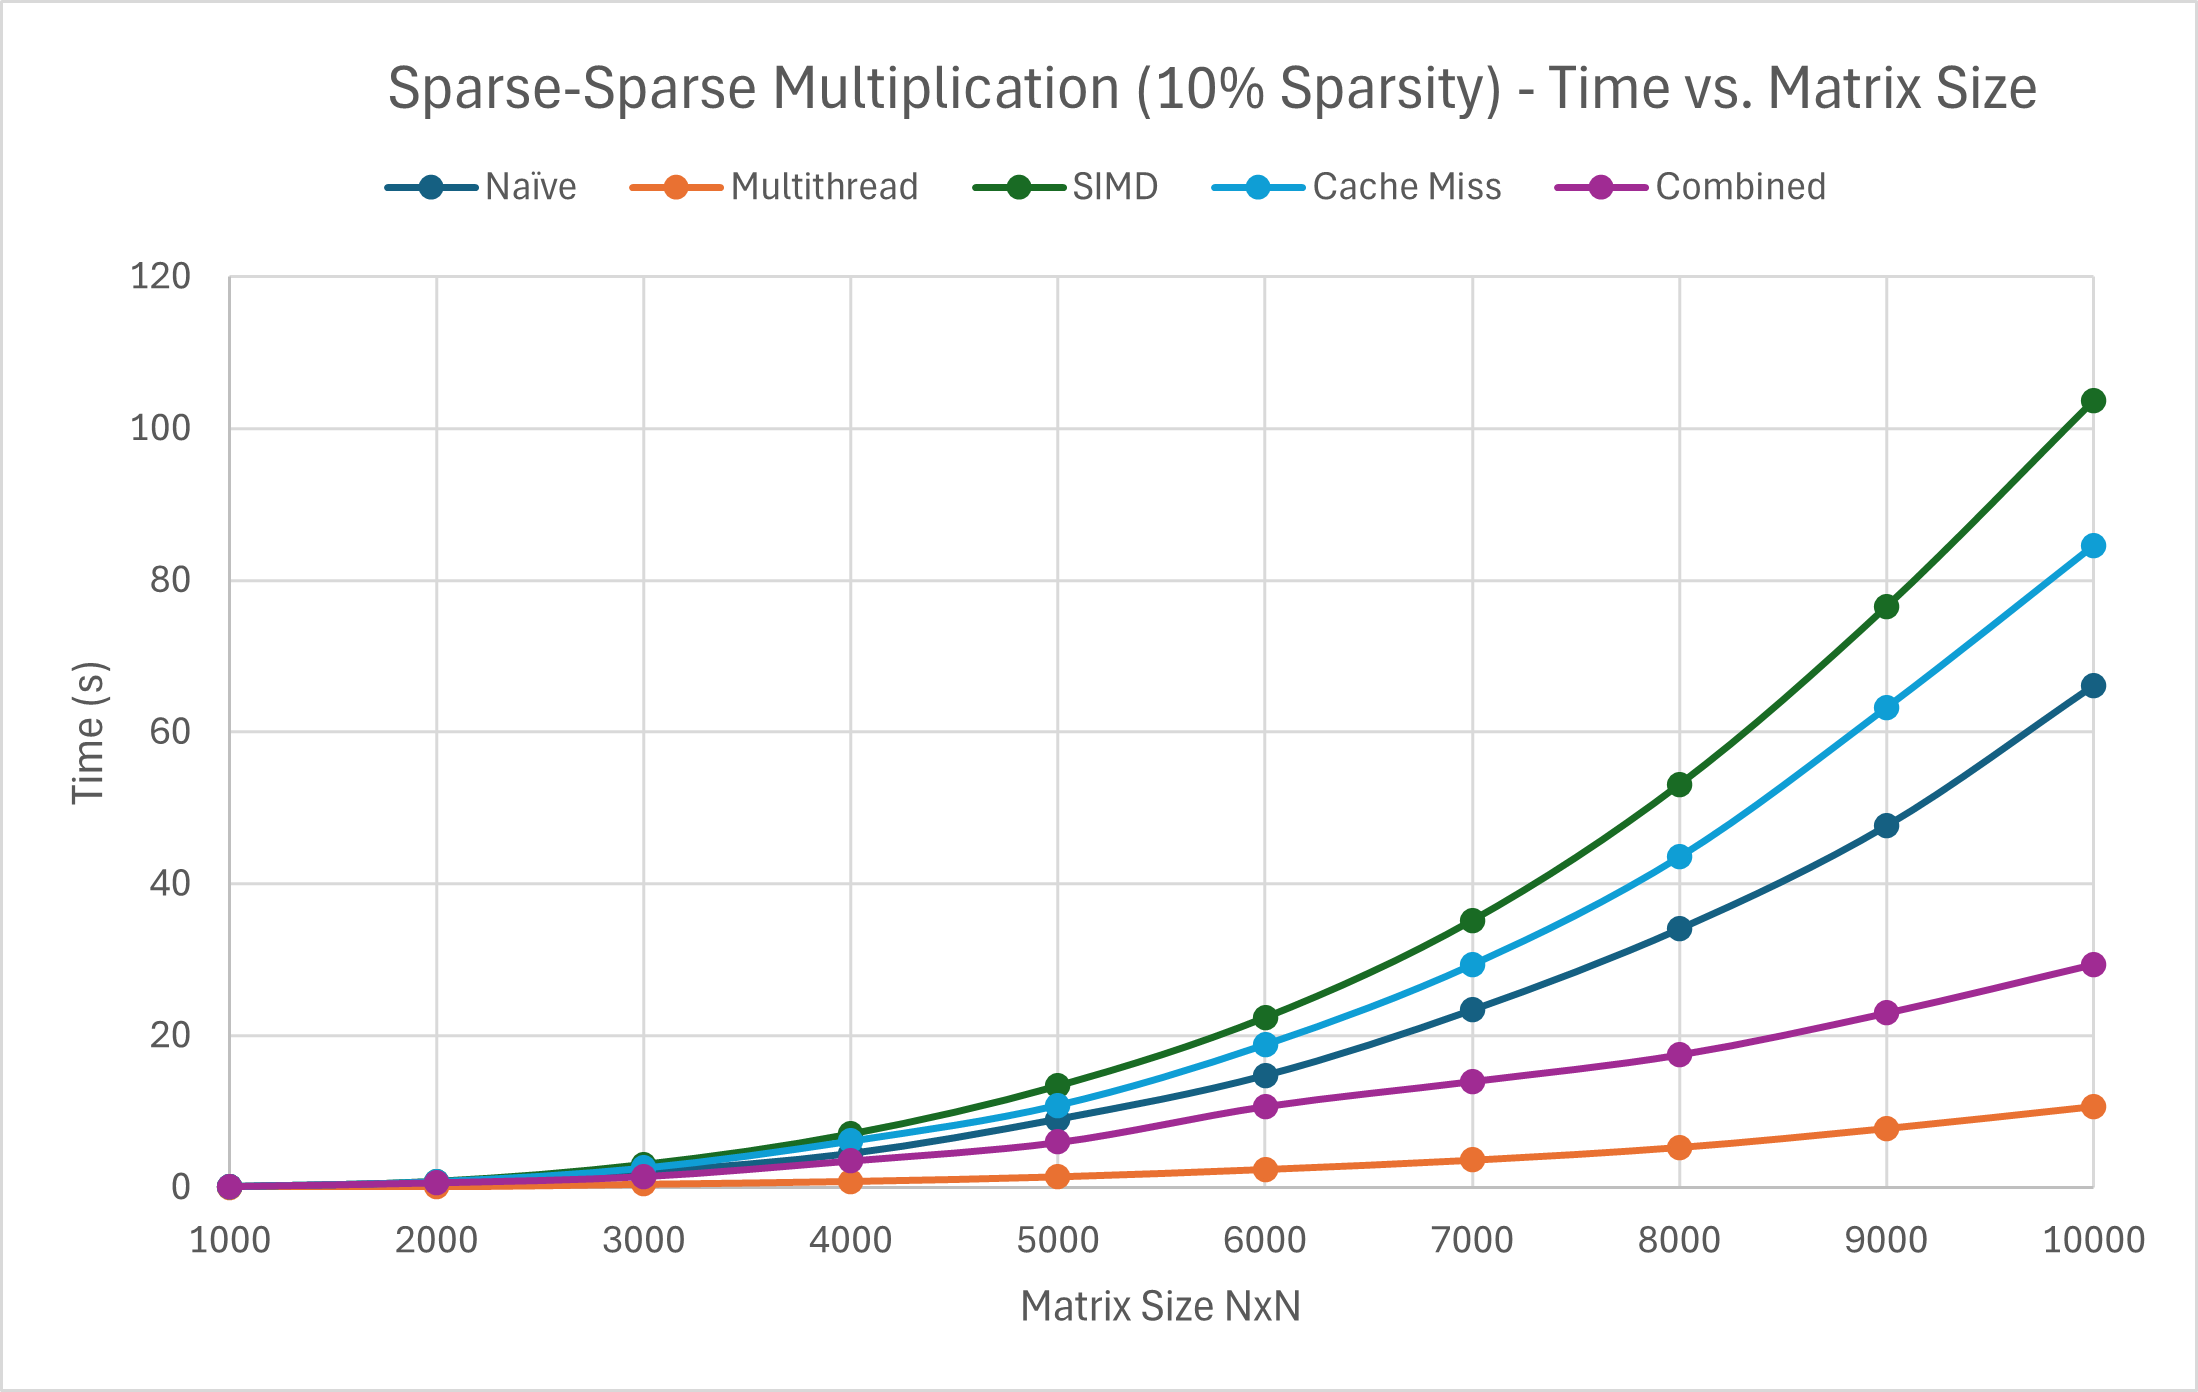 Sparse-Sparse Multiplication (10% Sparsity) - Time vs. Matrix Size
Naïve Multithread SIMD Cache Miss Combined
120
100
80
60
40
20
0
Time (s)
1000 2000 3000 4000 5000 6000 7000 8000 9000 10000
Matrix Size NxN